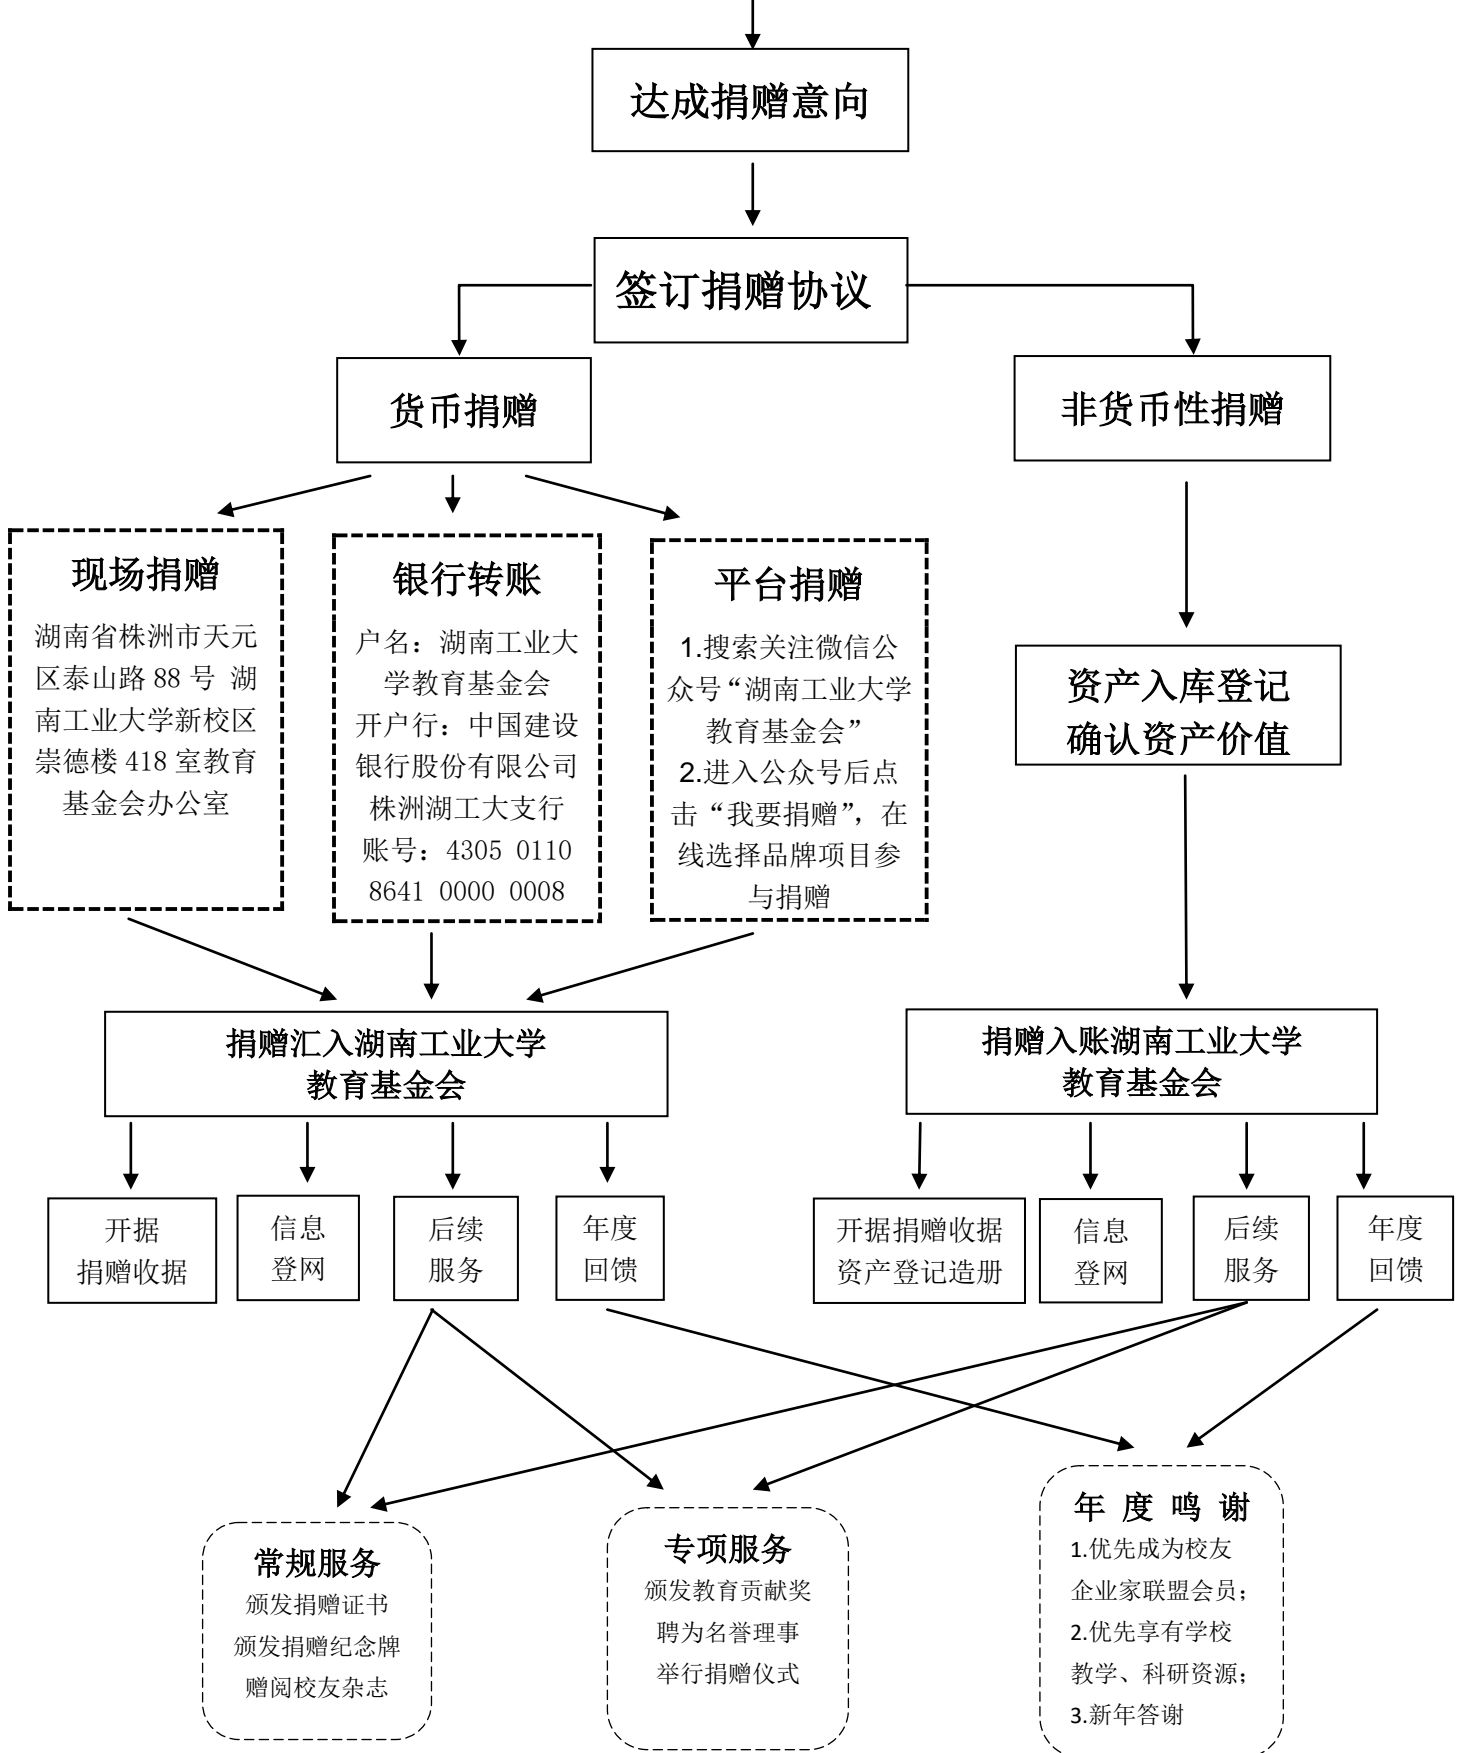 达成捐赠意向
签订捐赠协议
货币捐赠
非货币性捐赠
现场捐赠
湖南省株洲市天元
区泰山路 88 号 湖
南工业大学新校区
崇德楼 418 室教育
基金会办公室
银行转账
户名：湖南工业大
学教育基金会
开户行：中国建设
银行股份有限公司
株洲湖工大支行
账号：4305 0110
8641 0000 0008
平台捐赠
1.搜索关注微信公
众号“湖南工业大学
教育基金会”
2.进入公众号后点
击“我要捐赠”，在
线选择品牌项目参
与捐赠
资产入库登记
确认资产价值
捐赠汇入湖南工业大学
教育基金会
捐赠入账湖南工业大学
教育基金会
开据
捐赠收据
信息
登网
后续
服务
年度
回馈
开据捐赠收据
资产登记造册
信息
登网
后续
服务
年度
回馈
常规服务
颁发捐赠证书
颁发捐赠纪念牌
赠阅校友杂志
专项服务
颁发教育贡献奖
聘为名誉理事
举行捐赠仪式
年 度 鸣 谢
1.优先成为校友
企业家联盟会员；
2.优先享有学校
教学、科研资源；
3.新年答谢